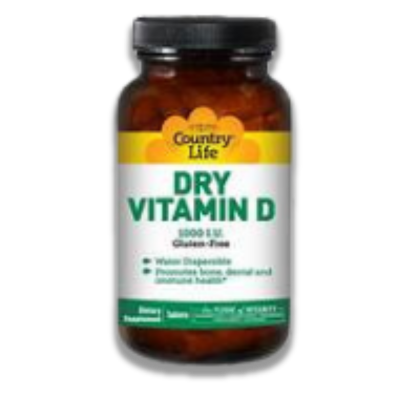 Country
Life
DRY
VITAMIN D
1000 I.U.
Gluten-Free
Water Dispersible
Promotes bone, dental and
immune health*
Dietary
Supplement
Tablets